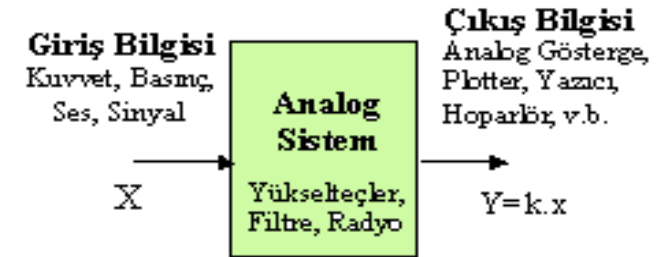 Giriş Bilgisi
Kuvvet, Basınç,
Ses, Sinyal
X
Analog
Sistem
Yükselteçler,
Filtre, Radyo
Çıkış Bilgisi
Analog Gösterge,
Plotter, Yazıcı,
Hoparlör, v.b.
Y=k.x